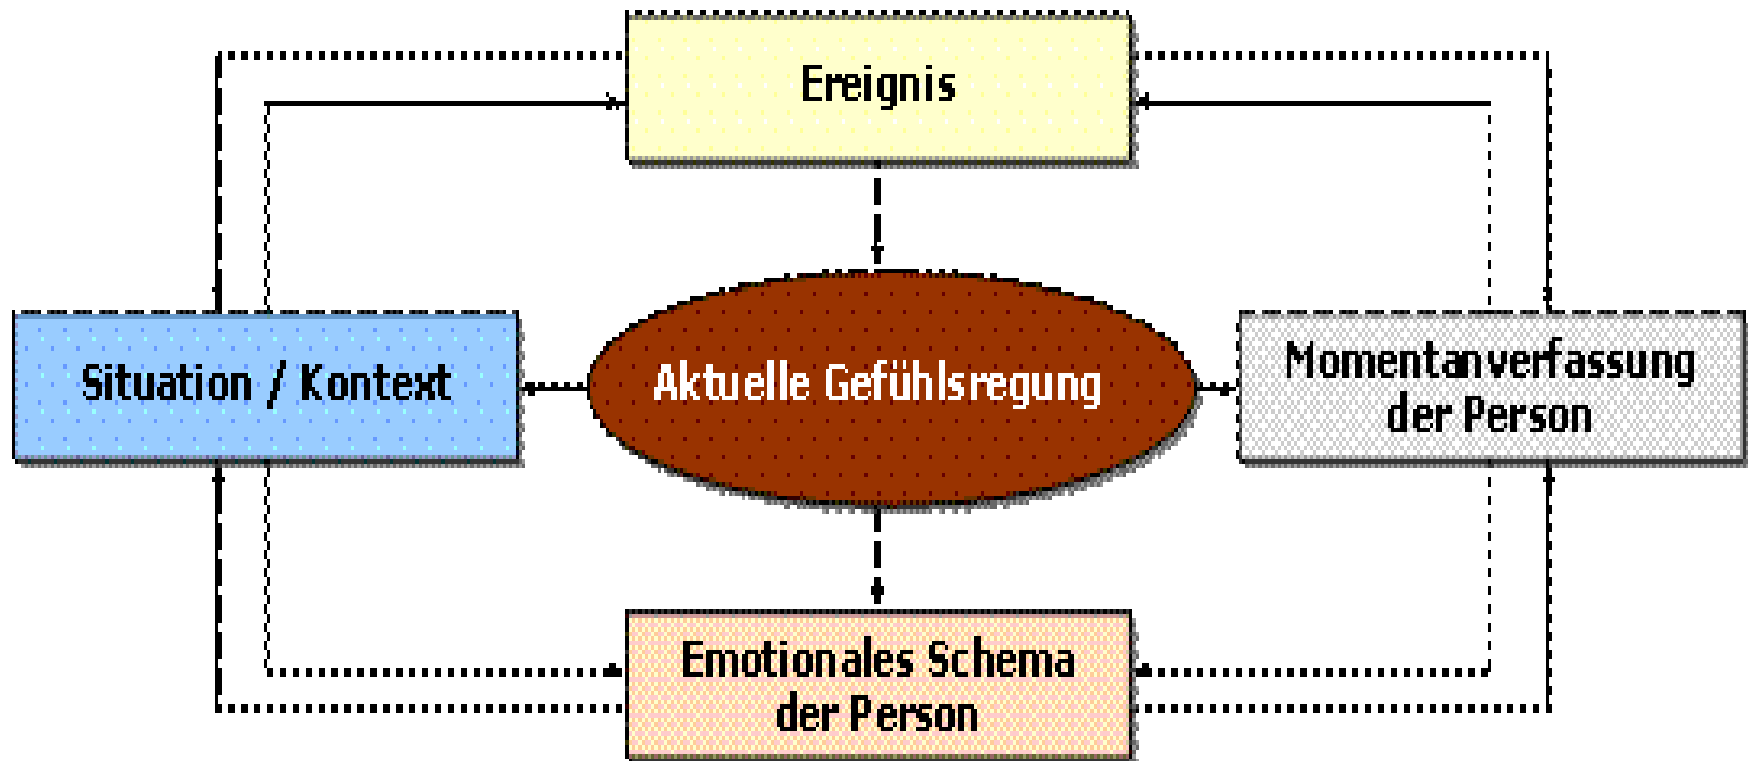 Ereignis
Situation / Kontext
Aktuelle Gefühlsregung
Momentanverfassung
der Person
Emotionales Schema
der Person